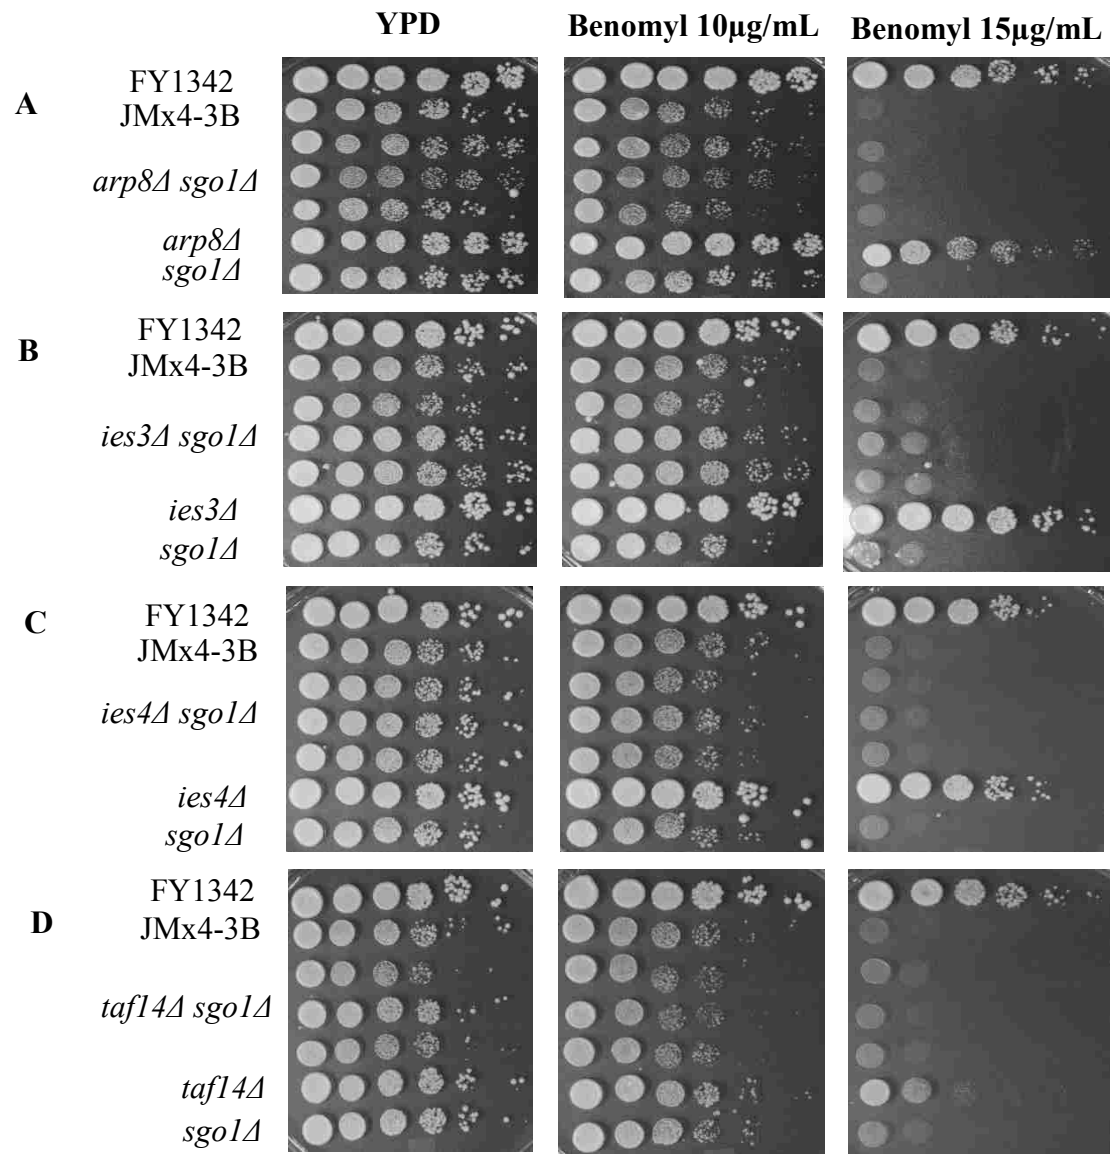 YPD Benomyl 10µg/mL Benomyl 15µg/mL
A
FY1342
JMx4-3B
arp8Δ sgo1Δ
arp8Δ
sgo1Δ
B
FY1342
JMx4-3B
ies3Δ sgo1Δ
ies3Δ
sgo1Δ
C
FY1342
JMx4-3B
ies4Δ sgo1Δ
ies4Δ
sgo1Δ
D
FY1342
JMx4-3B
taf14Δ sgo1Δ
taf14Δ
sgo1Δ